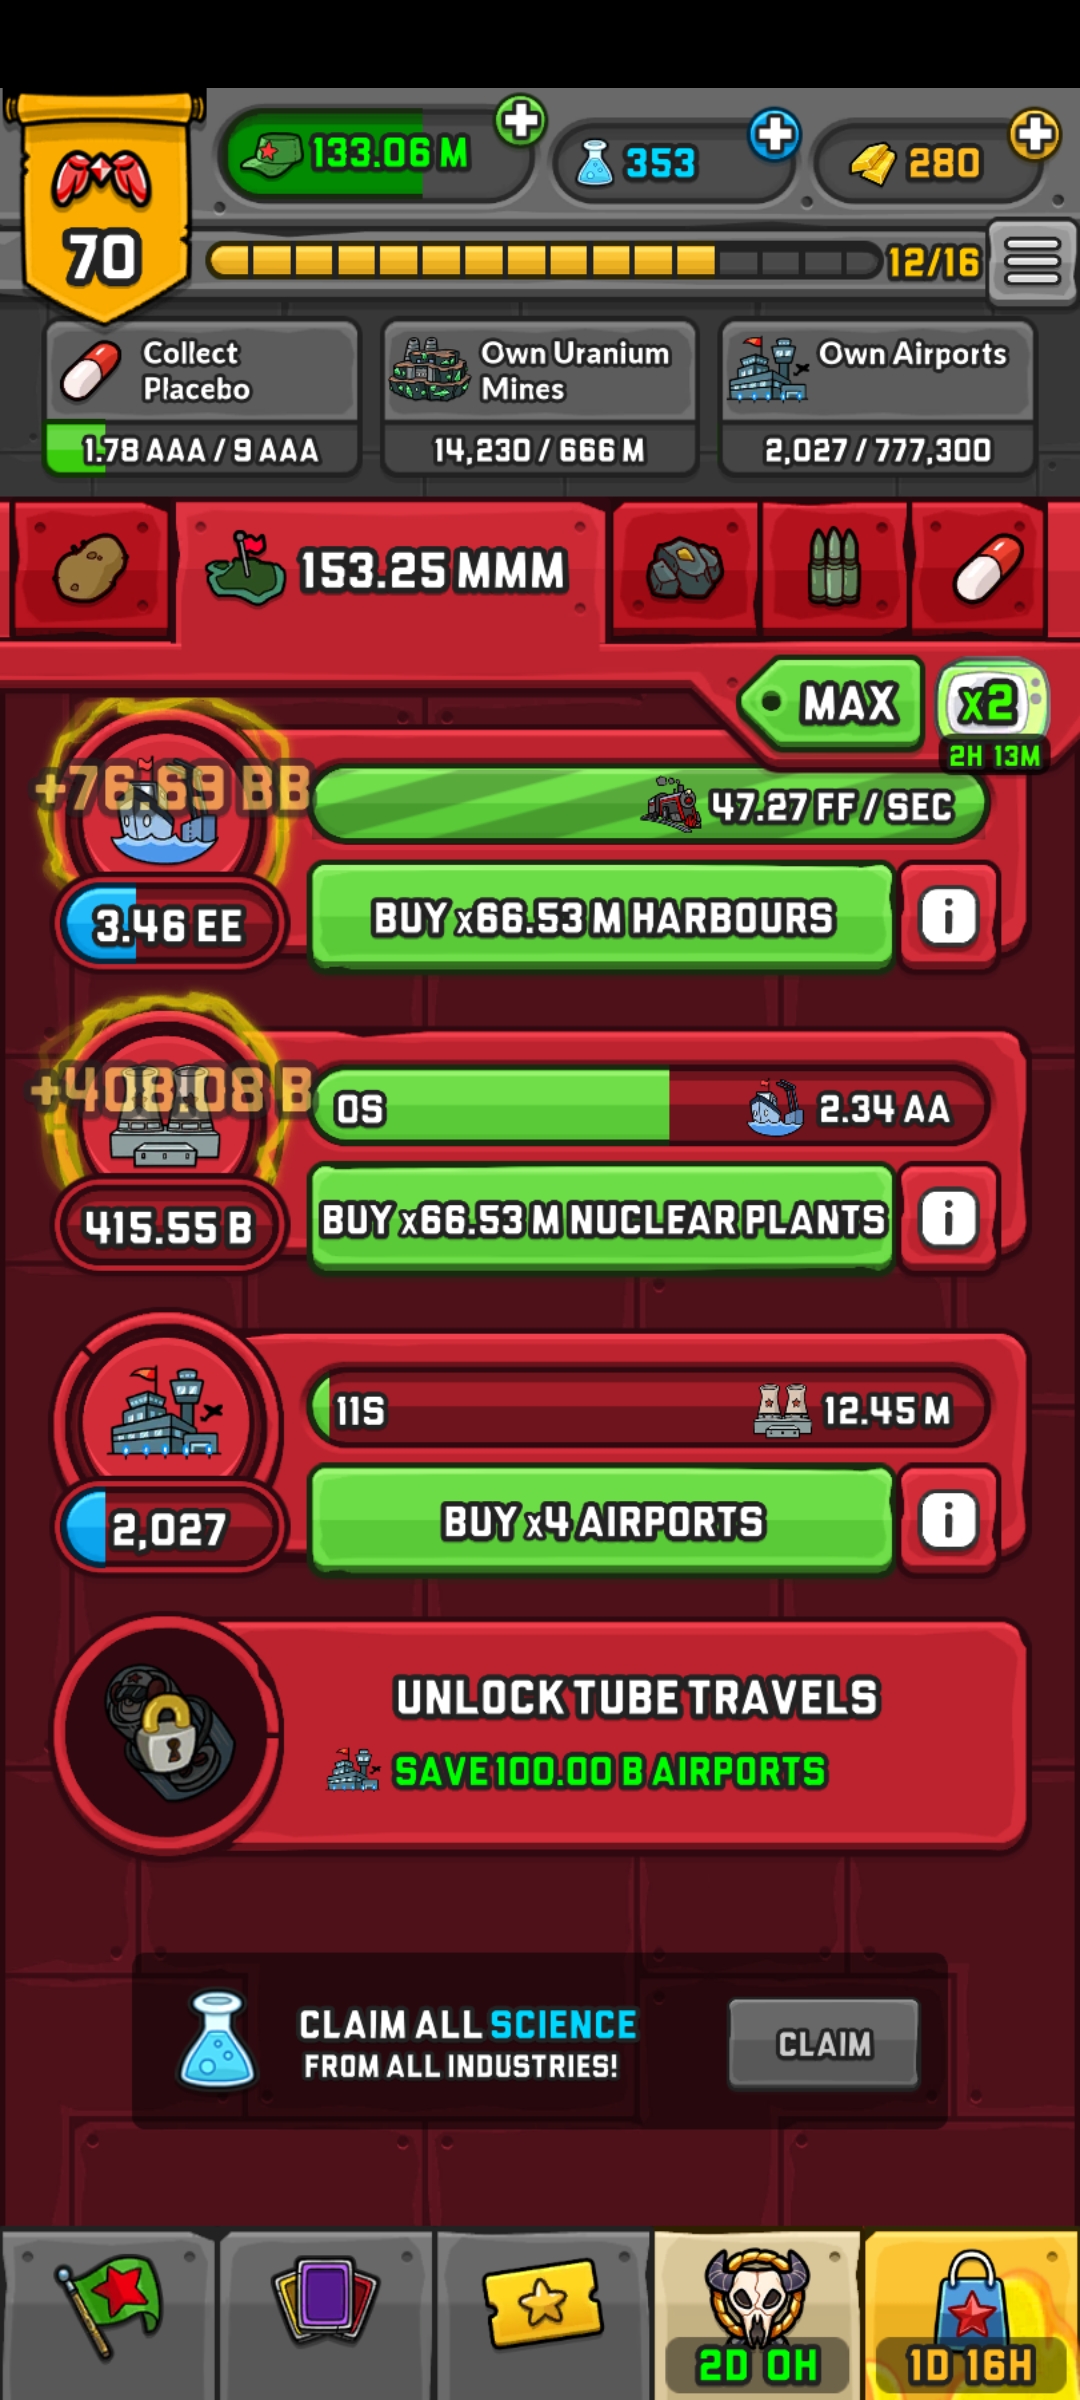 133.06 M
353
280
70
12/16
Collect
Placebo
1.78 AAA / 9 AAA
Own Uranium
Mines
14,230 / 666 M
Own Airports
2,027 / 777,300
153.25 MMM
MAX
x2
2H 13M
+76.69 BB
47.27 FF / SEC
3.46 EE
BUY x66.53 M HARBOURS
i
+408.08 B
0S
2.34 AA
415.55 B
BUY x66.53 M NUCLEAR PLANTS
i
11S
12.45 M
2,027
BUY x4 AIRPORTS
i
UNLOCK TUBE TRAVELS
SAVE 100.00 B AIRPORTS
CLAIM ALL SCIENCE
FROM ALL INDUSTRIES!
CLAIM
2D 0H
1D 16H